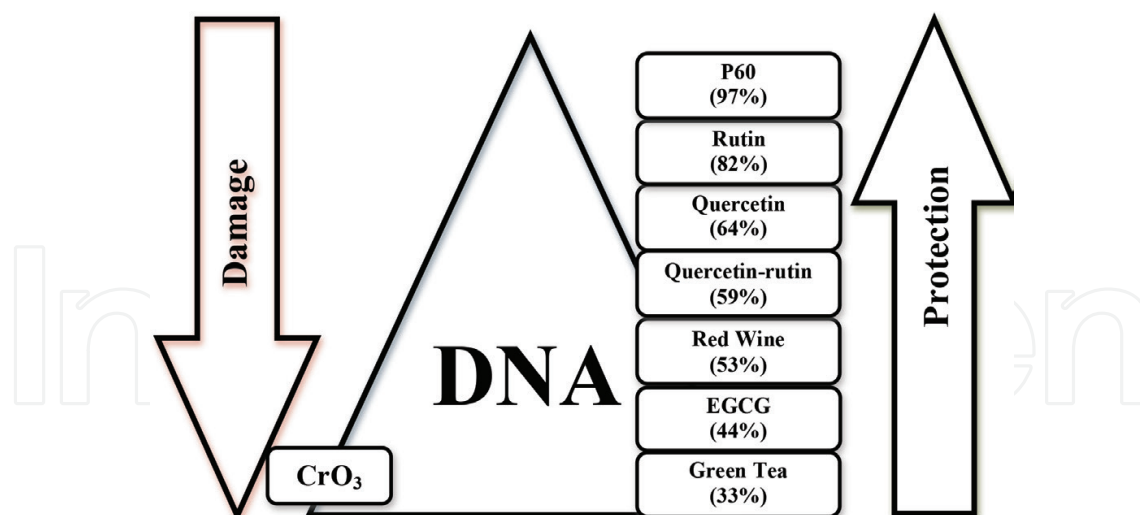 Damage
CrO₃
DNA
P60
(97%)
Rutin
(82%)
Quercetin
(64%)
Quercetin-rutin
(59%)
Red Wine
(53%)
EGCG
(44%)
Green Tea
(33%)
Protection